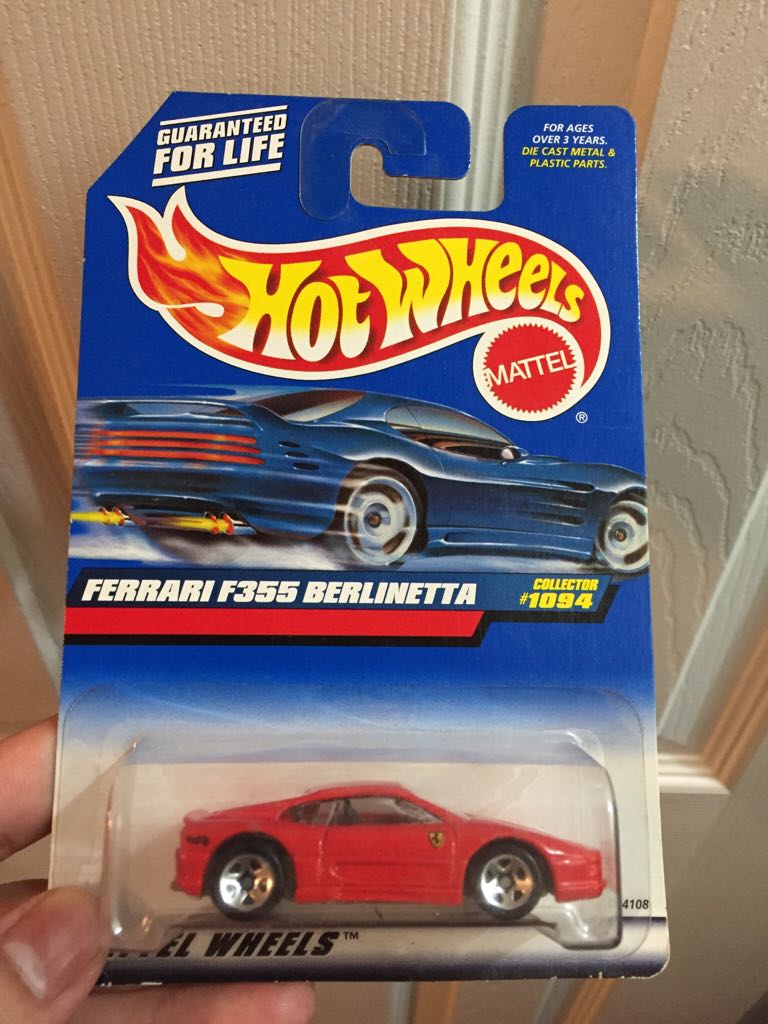 GUARANTEED
FOR LIFE
FOR AGES
OVER 3 YEARS.
DIE CAST METAL &
PLASTIC PARTS.
HOT WHEELS
MATTEL
®
FERRARI F355 BERLINETTA
COLLECTOR
#1094
4108
WHEELS™